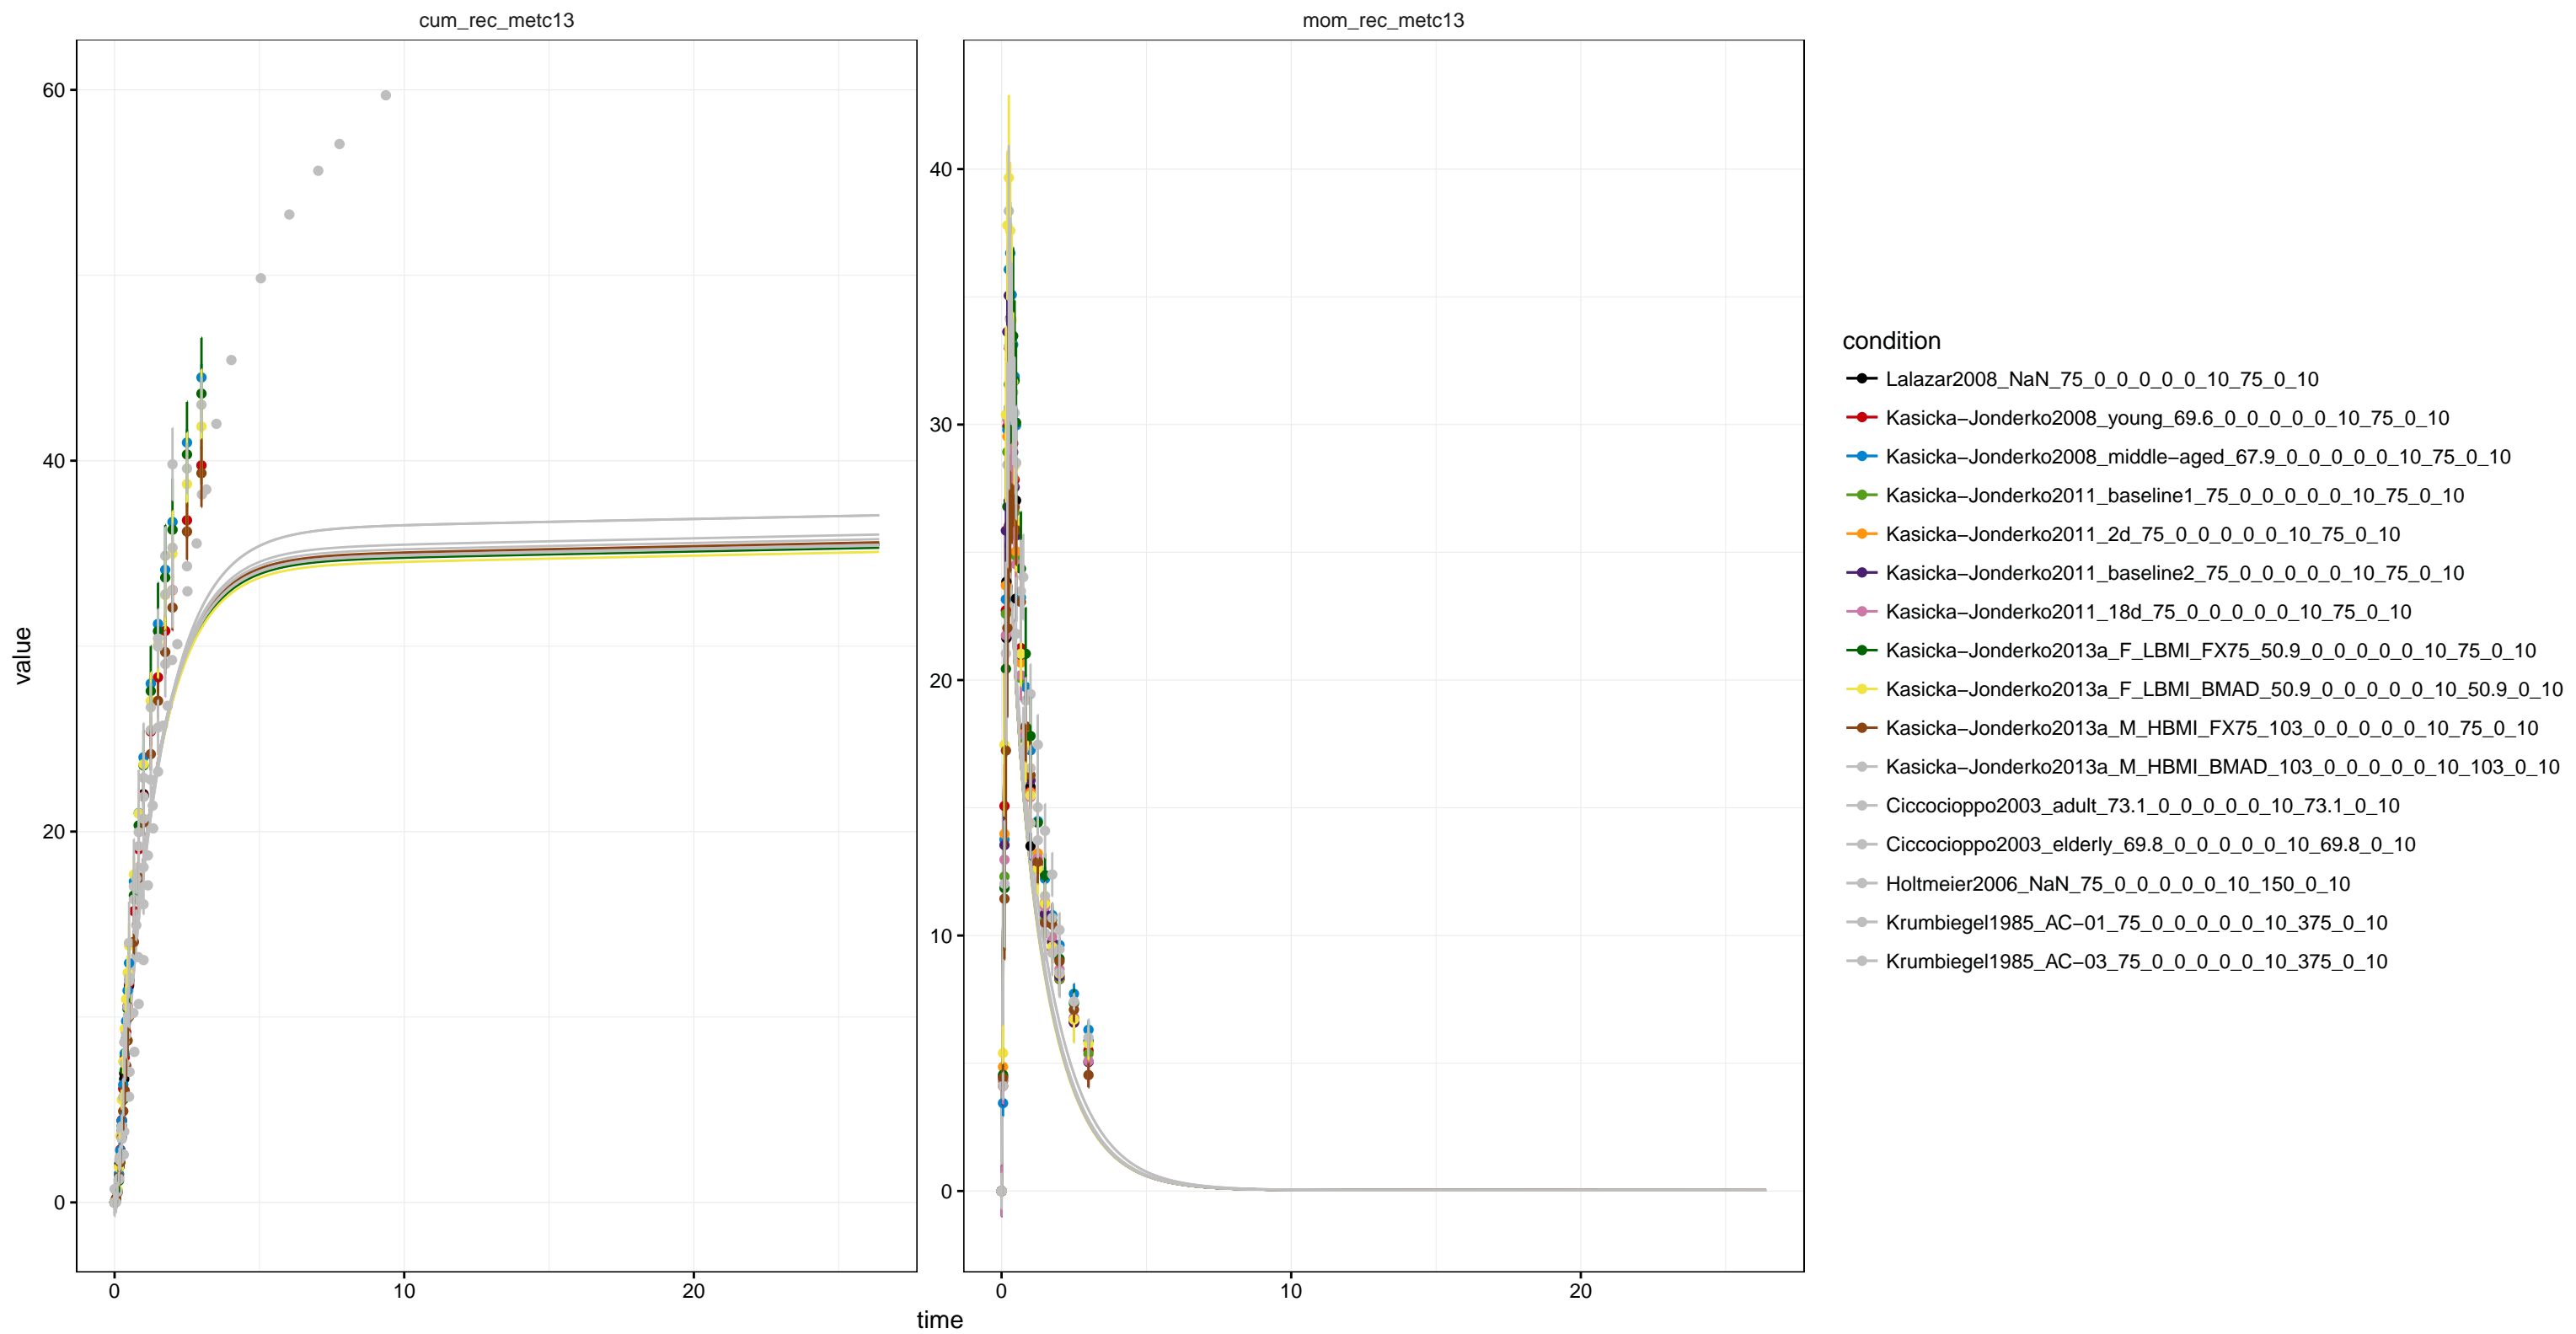 cum_rec_metc13
mom_rec_metc13
value
60
40
20
0
40
30
20
10
0
0
10
20
0
10
20
time
condition
Lalazar2008_NaN_75_0_0_0_0_0_10_75_0_10
Kasicka−Jonderko2008_young_69.6_0_0_0_0_0_10_75_0_10
Kasicka−Jonderko2008_middle−aged_67.9_0_0_0_0_0_10_75_0_10
Kasicka−Jonderko2011_baseline1_75_0_0_0_0_0_10_75_0_10
Kasicka−Jonderko2011_2d_75_0_0_0_0_0_10_75_0_10
Kasicka−Jonderko2011_baseline2_75_0_0_0_0_0_10_75_0_10
Kasicka−Jonderko2011_18d_75_0_0_0_0_0_10_75_0_10
Kasicka−Jonderko2013a_F_LBMI_FX75_50.9_0_0_0_0_0_10_75_0_10
Kasicka−Jonderko2013a_F_LBMI_BMAD_50.9_0_0_0_0_0_10_50.9_0_10
Kasicka−Jonderko2013a_M_HBMI_FX75_103_0_0_0_0_0_10_75_0_10
Kasicka−Jonderko2013a_M_HBMI_BMAD_103_0_0_0_0_0_10_103_0_10
Ciccocioppo2003_adult_73.1_0_0_0_0_0_10_73.1_0_10
Ciccocioppo2003_elderly_69.8_0_0_0_0_0_10_69.8_0_10
Holtmeier2006_NaN_75_0_0_0_0_0_10_150_0_10
Krumbiegel1985_AC−01_75_0_0_0_0_0_10_375_0_10
Krumbiegel1985_AC−03_75_0_0_0_0_0_10_375_0_10